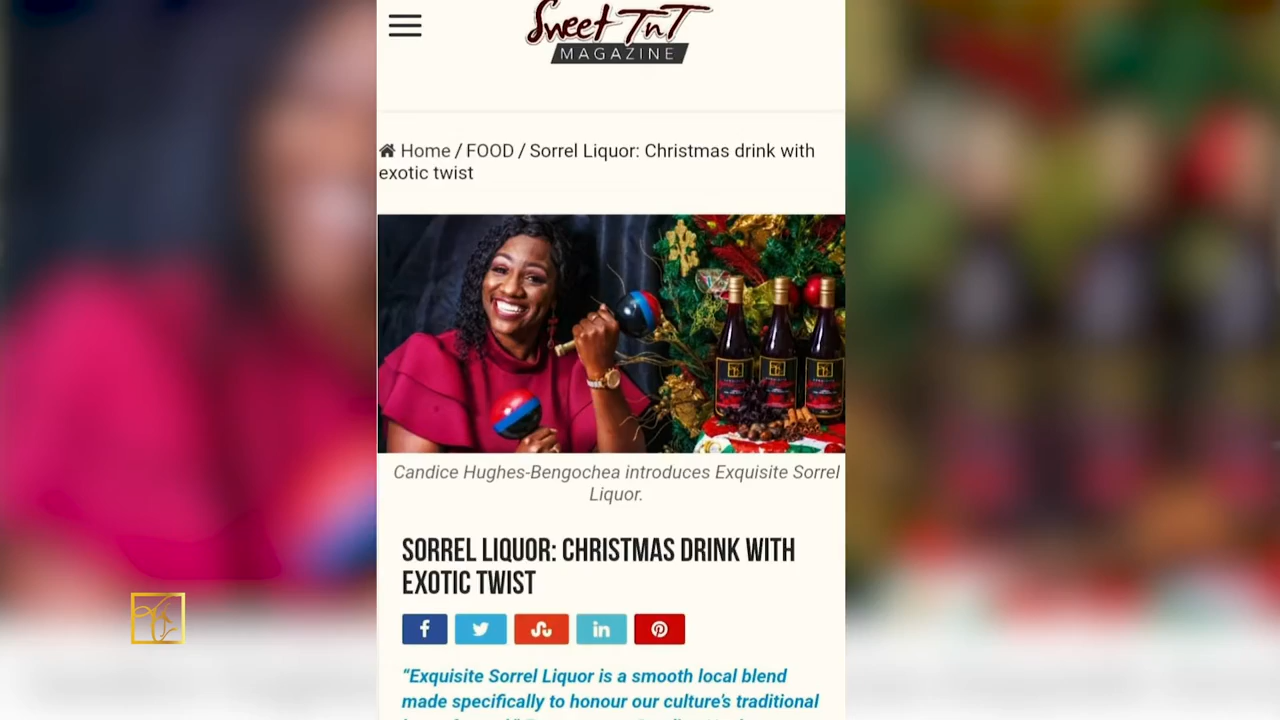 Sweet TnT
MAGAZINE
Home / FOOD / Sorrel Liquor: Christmas drink with
exotic twist
Candice Hughes-Bengochea introduces Exquisite Sorrel
Liquor.
SORREL LIQUOR: CHRISTMAS DRINK WITH
EXOTIC TWIST
“Exquisite Sorrel Liquor is a smooth local blend
made specifically to honour our culture’s traditional